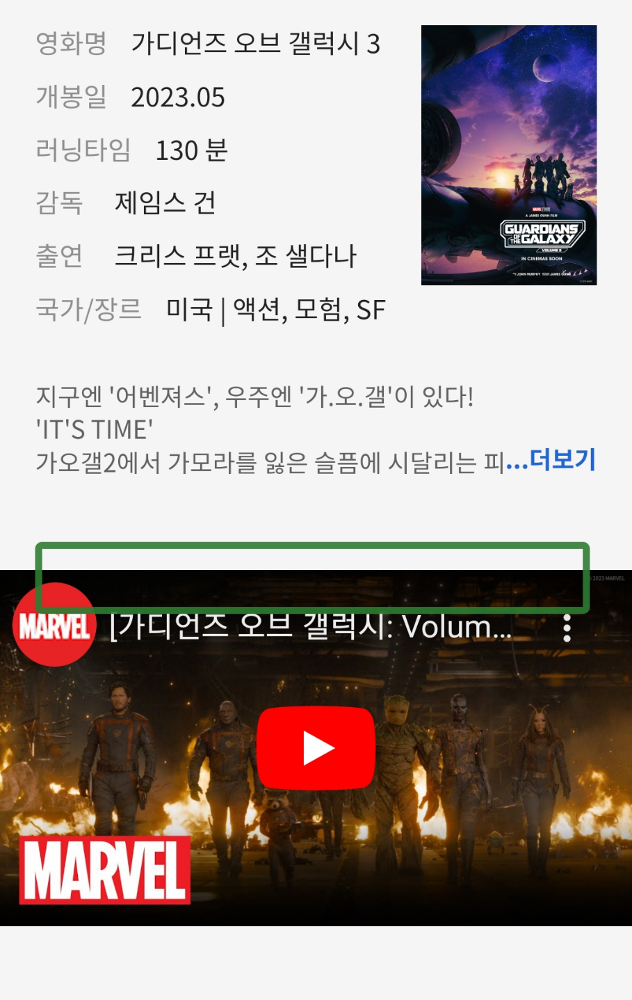 영화명 가디언즈 오브 갤럭시 3
개봉일 2023.05
러닝타임 130 분
감독 제임스 건
출연 크리스 프랫, 조 샐다나
국가/장르 미국 | 액션, 모험, SF
MARVEL STUDIOS
A JAMES GUNN FILM
GUARDIANS
OF THE GALAXY
VOLUME 3
IN CINEMAS SOON
지구엔 '어벤져스', 우주엔 '가.오.갤'이 있다!
'IT'S TIME'
가오갤2에서 가모라를 잃은 슬픔에 시달리는 피...더보기
© 2023 MARVEL
MARVEL
[가디언즈 오브 갤럭시: Volum...
MARVEL